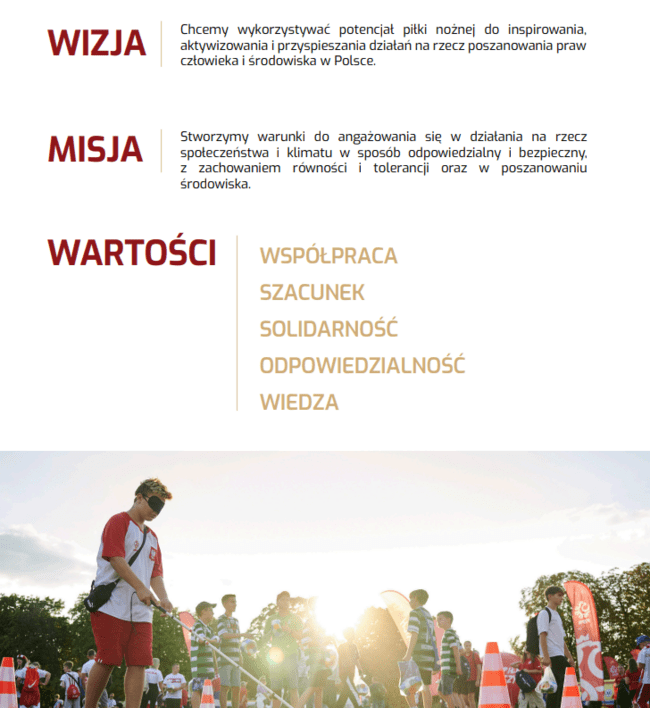 WIZJA
Chcemy wykorzystywać potencjał piłki nożnej do inspirowania,
aktywizowania i przyspieszania działań na rzecz poszanowania praw
człowieka i środowiska w Polsce.
MISJA
Stworzymy warunki do angażowania się w działania na rzecz
społeczeństwa i klimatu w sposób odpowiedzialny i bezpieczny,
z zachowaniem równości i tolerancji oraz w poszanowaniu
środowiska.
WARTOŚCI
WSPÓŁPRACA
SZACUNEK
SOLIDARNOŚĆ
ODPOWIEDZIALNOŚĆ
WIEDZA